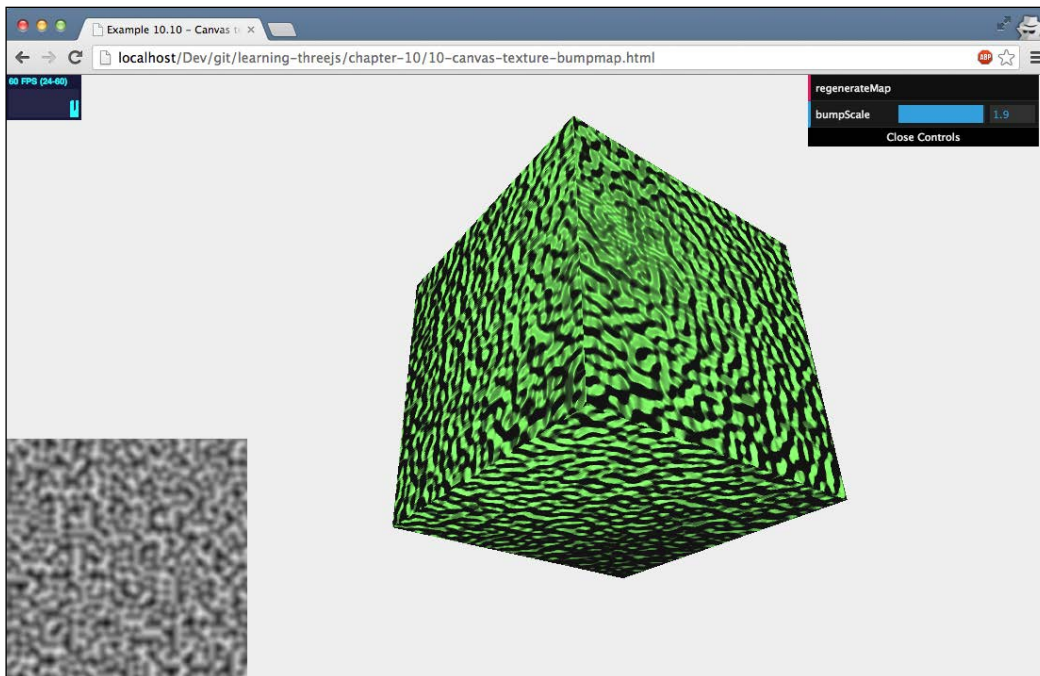 Example 10.10 – Canvas t
localhost/Dev/git/learning-threejs/chapter-10/10-canvas-texture-bumpmap.html
ABP
60 FPS (24-60)
regenerateMap
bumpScale 1.9
Close Controls